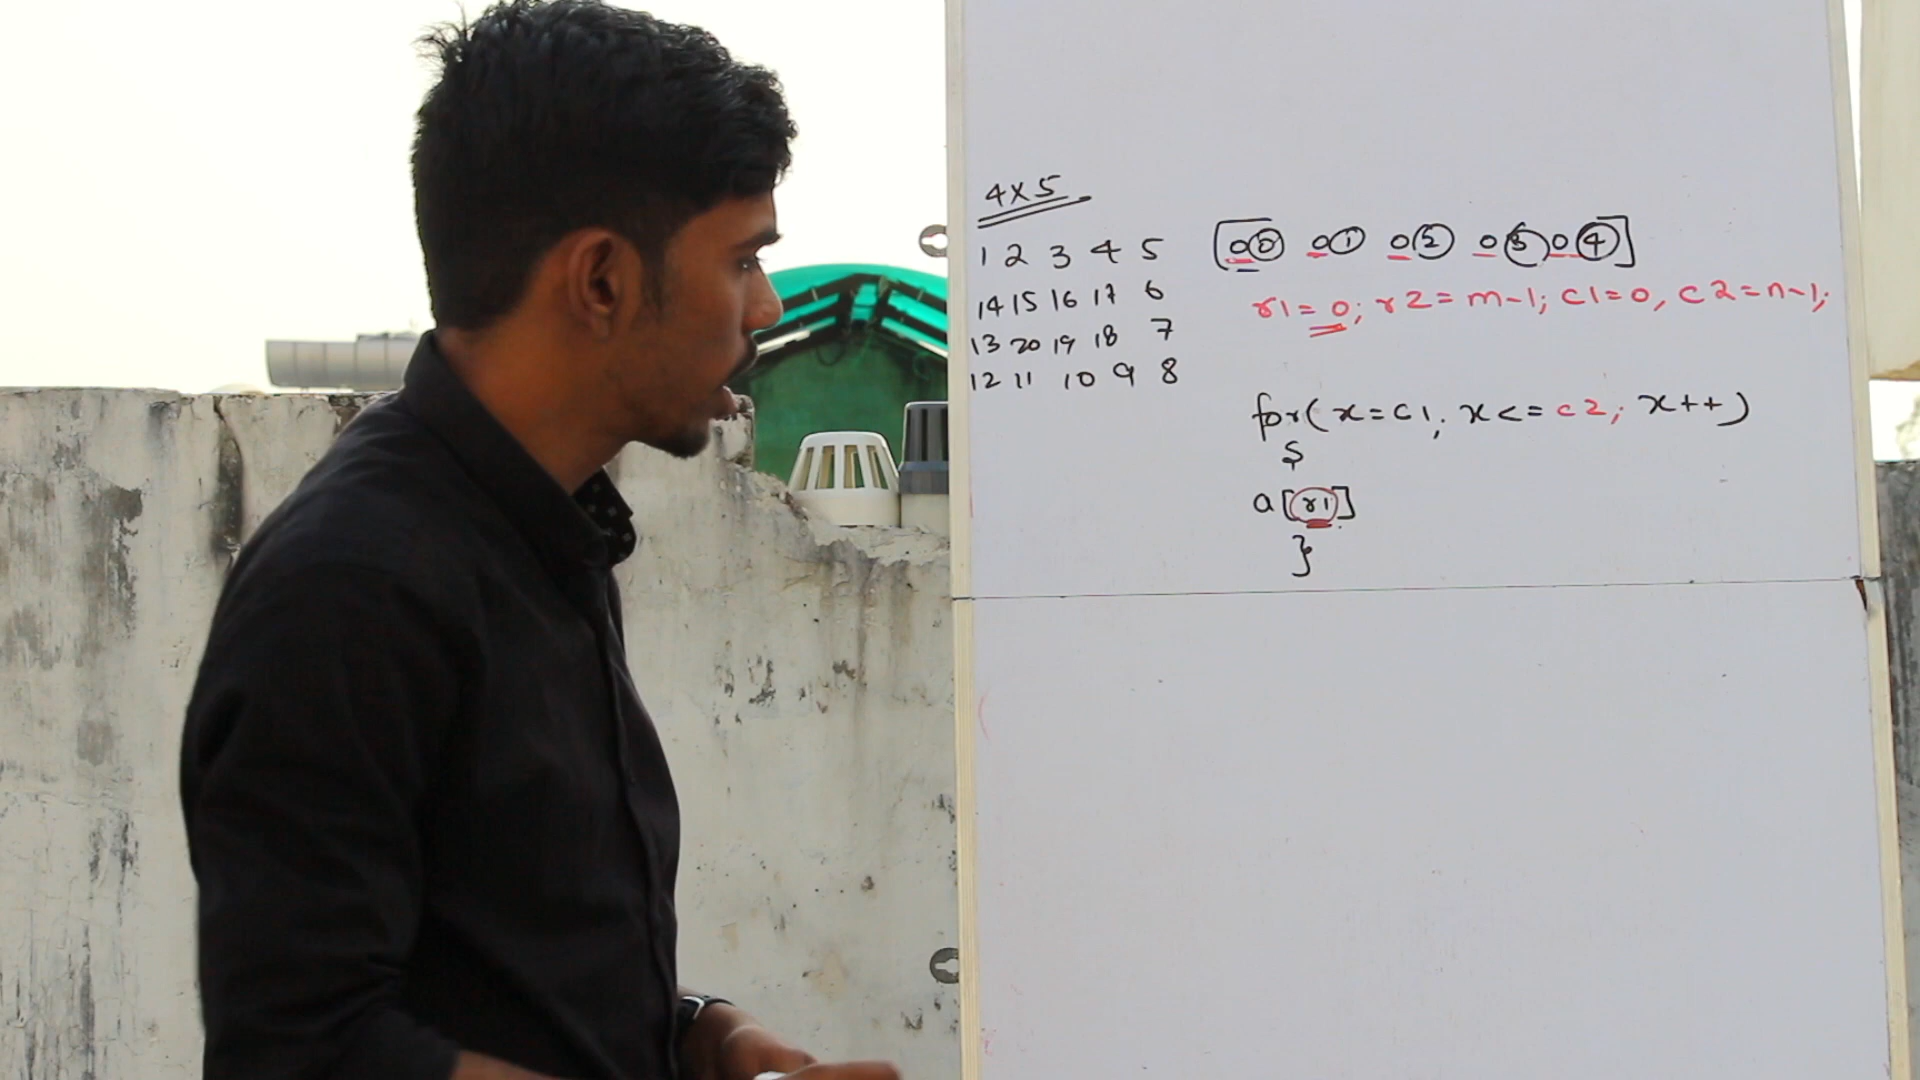 4x5
1 2 3 4 5
14 15 16 17 6
13 20 19 18 7
12 11 10 9 8
[00 01 02 03 04]
r1=0; r2=m-1; c1=0, c2=n-1;
for(x=c1; x<=c2; x++)
{
a[r1]
}